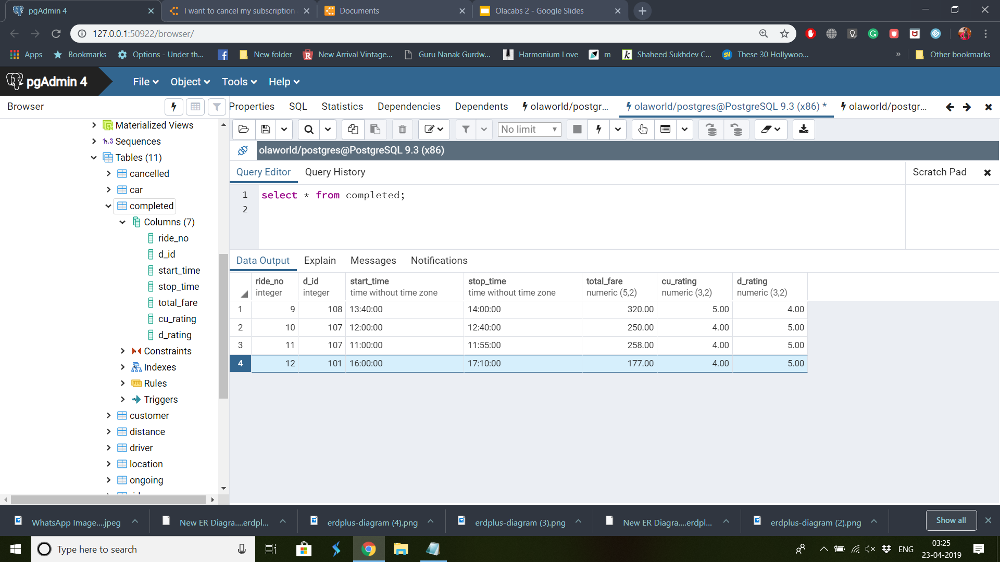 pgAdmin 4
I want to cancel my subscription
Documents
Olacabs 2 - Google Slides
127.0.0.1:50922/browser/
Apps
Bookmarks
Options - Under th...
New folder
New Arrival Vintage...
Guru Nanak Gurdw...
Harmonium Love
m
Shaheed Sukhdev C...
These 30 Hollywoo...
»
Other bookmarks
pgAdmin 4
File
Object
Tools
Help
Browser
Properties
SQL
Statistics
Dependencies
Dependents
olaworld/postgr...
olaworld/postgres@PostgreSQL 9.3 (x86) *
olaworld/postgr...
Materialized Views
1..3 Sequences
Tables (11)
cancelled
car
completed
Columns (7)
ride_no
d_id
start_time
stop_time
total_fare
cu_rating
d_rating
Constraints
Indexes
Rules
Triggers
customer
distance
driver
location
ongoing
No limit
olaworld/postgres@PostgreSQL 9.3 (x86)
Query Editor
Query History
Scratch Pad
1 select * from completed;
2
Data Output
Explain
Messages
Notifications
ride_no d_id start_time stop_time total_fare cu_rating d_rating
integer integer time without time zone time without time zone numeric (5,2) numeric (3,2) numeric (3,2)
1 9 108 13:40:00 14:00:00 320.00 5.00 4.00
2 10 107 12:00:00 12:40:00 250.00 4.00 5.00
3 11 107 11:00:00 11:55:00 258.00 4.00 5.00
4 12 101 16:00:00 17:10:00 177.00 4.00 5.00
WhatsApp Image....jpeg
New ER Diagra....erdpl...
erdplus-diagram (4).png
erdplus-diagram (3).png
New ER Diagra....erdpl...
erdplus-diagram (2).png
Show all
Type here to search
ENG
03:25
23-04-2019